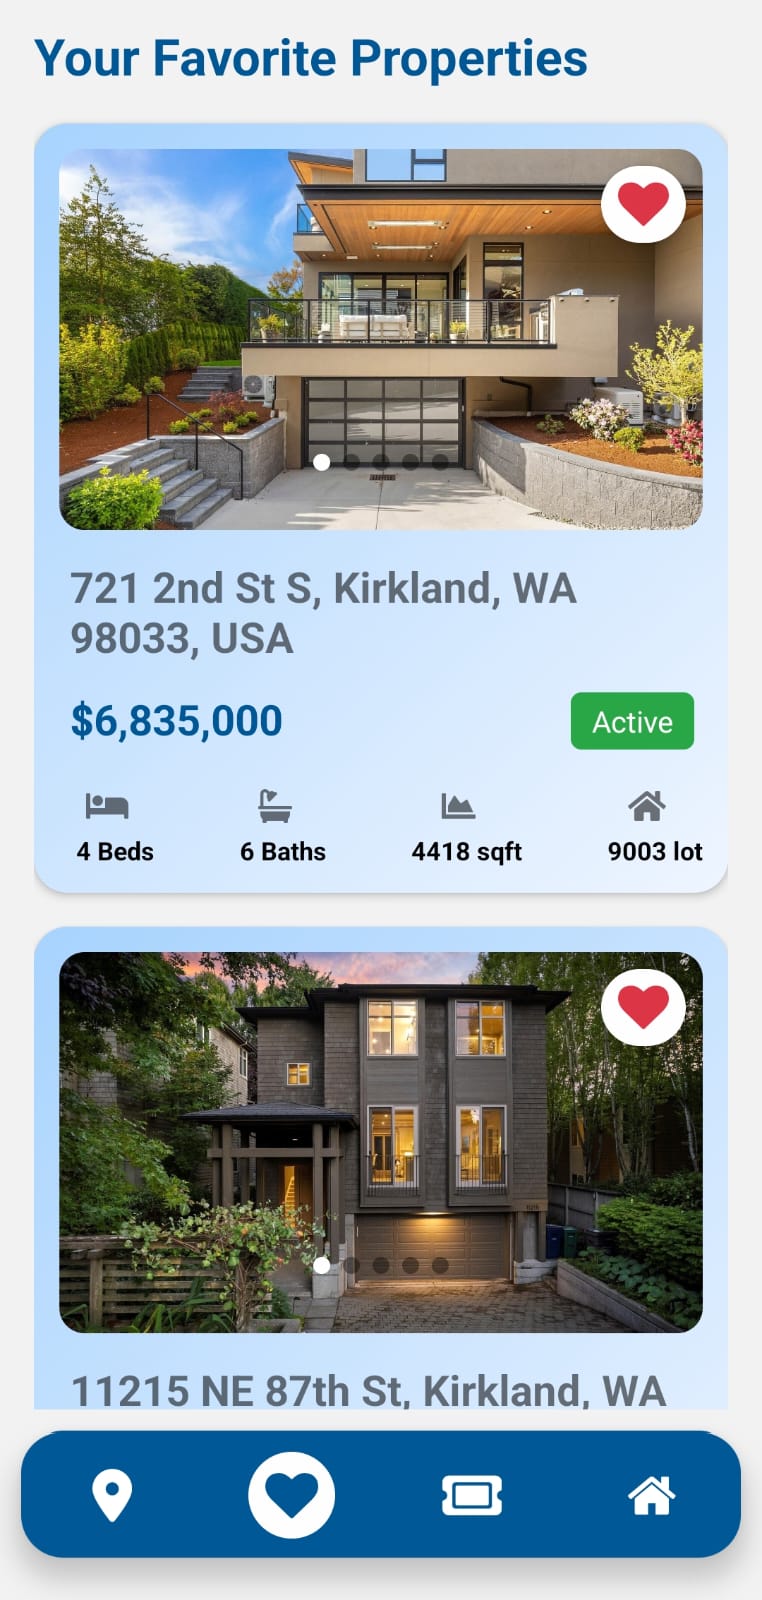 Your Favorite Properties
721 2nd St S, Kirkland, WA
98033, USA
$6,835,000
Active
4 Beds
6 Baths
4418 sqft
9003 lot
11215 NE 87th St, Kirkland, WA